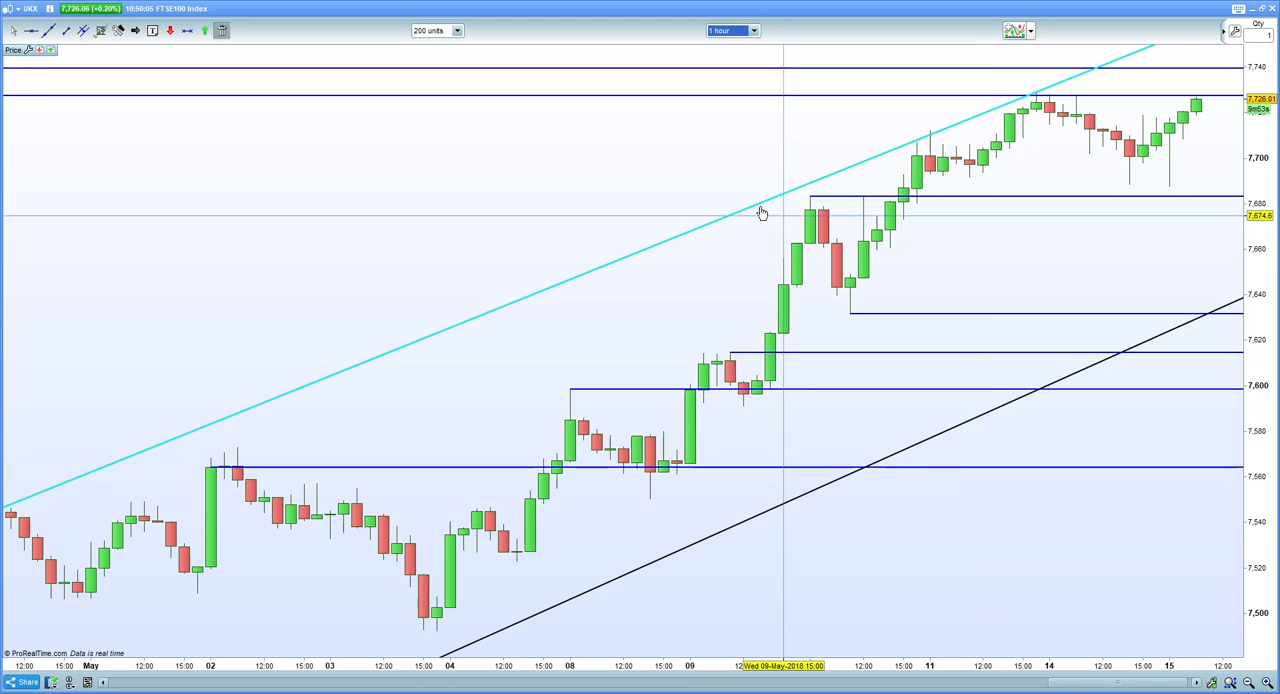 UKX 7,726.06 (+0.20%) 10:50:05 FTSE100 Index
200 units
1 hour
Qty
1
Price
7,740
7,726.01
9m53s
7,700
7,680
7,674.6
7,660
7,640
7,620
7,600
7,580
7,560
7,540
7,520
7,500
© ProRealTime.com Data is real time
12:00 15:00 May 12:00 15:00 02 12:00 15:00 03 12:00 15:00 04 12:00 15:00 08 12:00 15:00 09 Wed 09-May-2018 15:00 12:00 15:00 11 12:00 15:00 14 12:00 15:00 15 12:00
Share